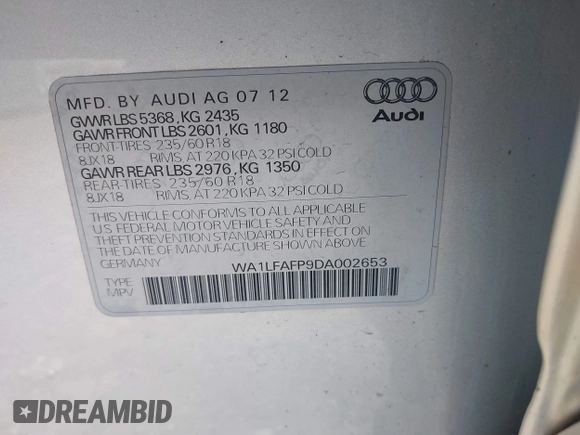 MFD. BY AUDI AG 07 12
GVWR LBS 5368, KG 2435
GAWR FRONT LBS 2601, KG 1180
FRONT-TIRES 235/60 R18
8JX18 RIMS, AT 220 KPA 32 PSI COLD
GAWR REAR LBS 2976, KG 1350
REAR-TIRES 235/60 R18
8JX18 RIMS, AT 220 KPA 32 PSI COLD
THIS VEHICLE CONFORMS TO ALL APPLICABLE
U.S FEDERAL MOTOR VEHICLE SAFETY AND
THEFT PREVENTION STANDARDS IN EFFECT ON
THE DATE OF MANUFACTURE SHOWN ABOVE.
WA1LFAFP9DA002653
TYPE
MPV
Audi
DREAMBID